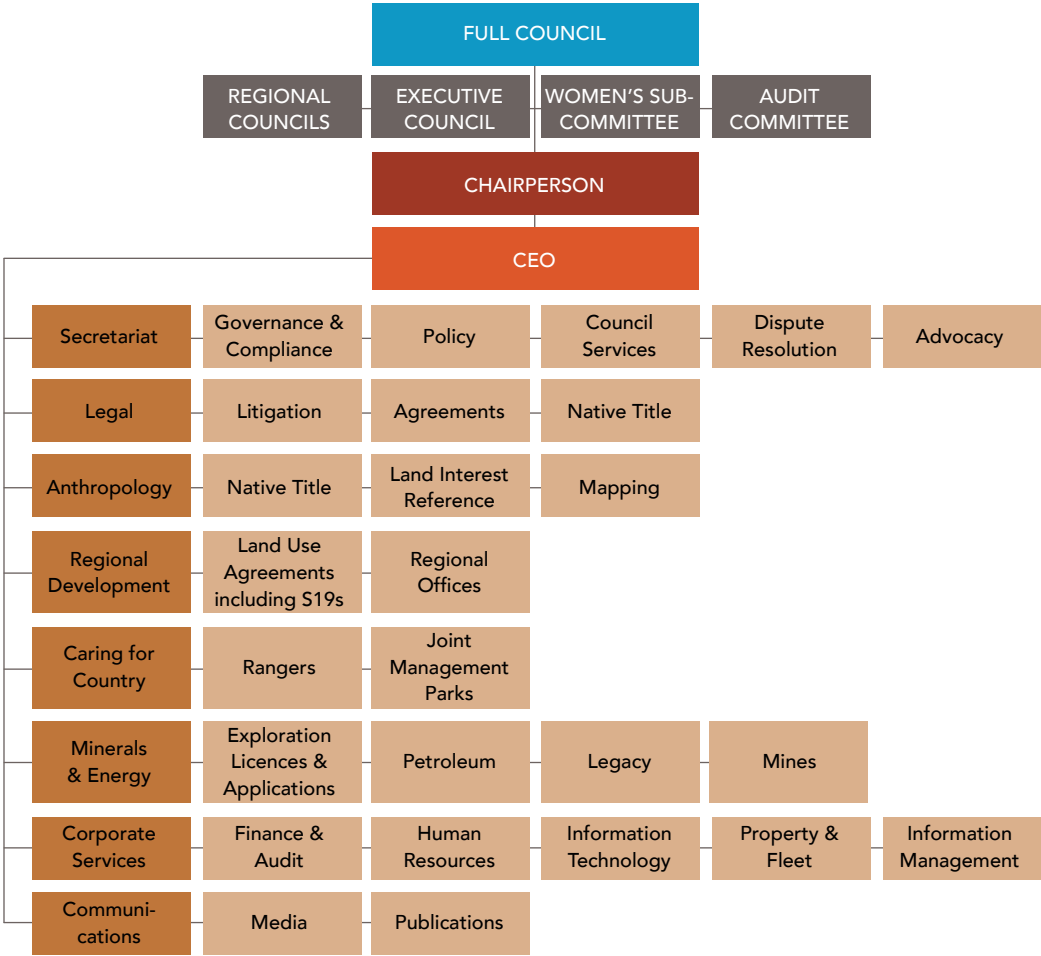 FULL COUNCIL
REGIONAL
COUNCILS
EXECUTIVE
COUNCIL
WOMEN'S SUB-
COMMITTEE
AUDIT
COMMITTEE
CHAIRPERSON
CEO
Secretariat
Governance &
Compliance
Policy
Council
Services
Dispute
Resolution
Advocacy
Legal
Litigation
Agreements
Native Title
Anthropology
Native Title
Land Interest
Reference
Mapping
Regional
Development
Land Use
Agreements
including S19s
Regional
Offices
Caring for
Country
Rangers
Joint
Management
Parks
Minerals
& Energy
Exploration
Licences &
Applications
Petroleum
Legacy
Mines
Corporate
Services
Finance &
Audit
Human
Resources
Information
Technology
Property &
Fleet
Information
Management
Communi-
cations
Media
Publications